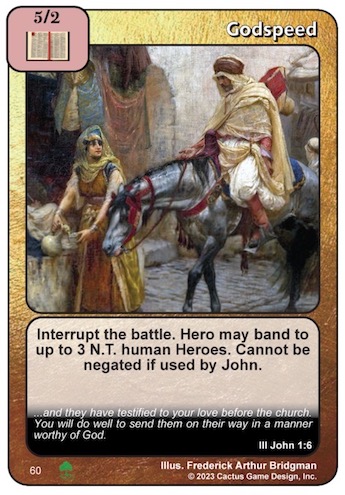 5/2
Godspeed
Interrupt the battle. Hero may band to
up to 3 N.T. human Heroes. Cannot be
negated if used by John.
...and they have testified to your love before the church.
You will do well to send them on their way in a manner
worthy of God.
III John 1:6
60
Illus. Frederick Arthur Bridgman
© 2023 Cactus Game Design, Inc.